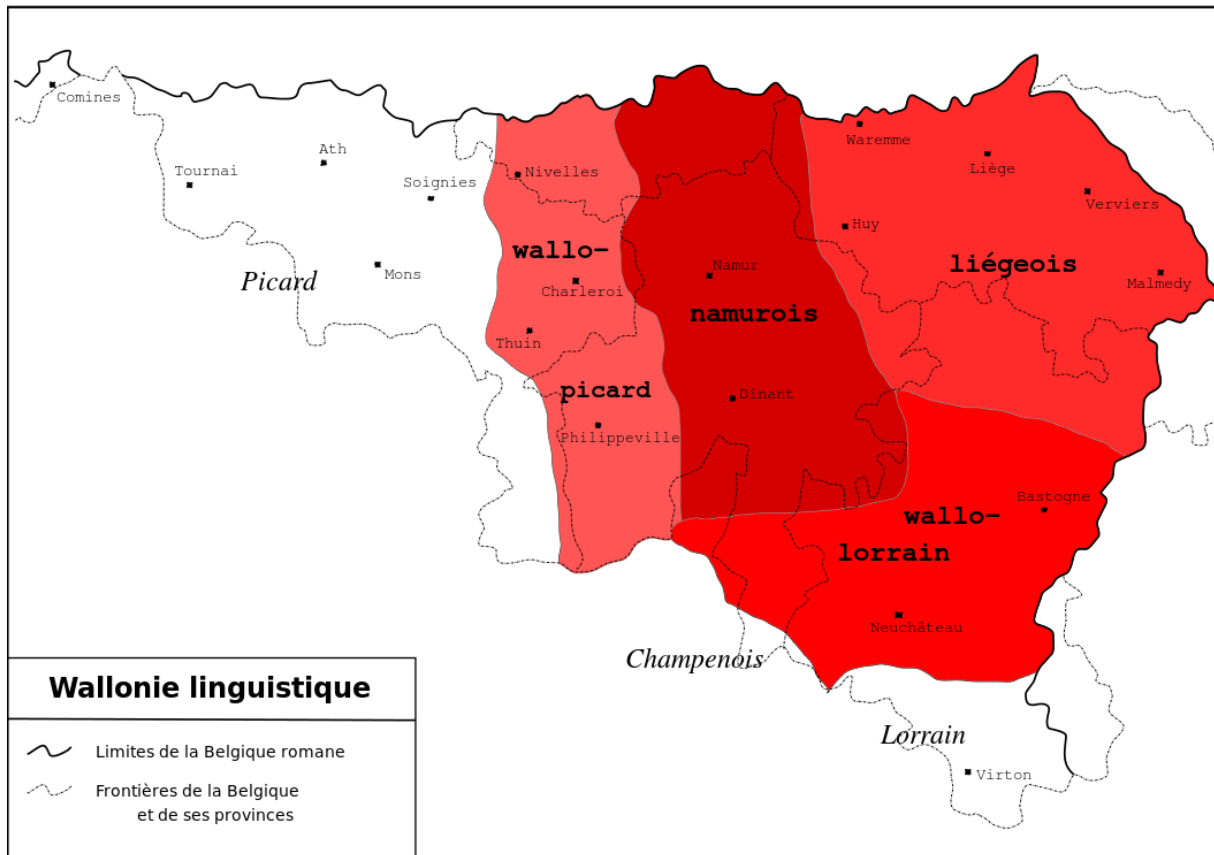 Comines
Ath
Tournai
Soignies
Mons
Picard
Nivelles
wallo-
Charleroi
Thuin
picard
Philippeville
Namur
namurois
Dinant
Waremme
Liège
Verviers
Huy
liégeois
Malmedy
Bastogne
wallo-
lorrain
Neuchâteau
Champenois
Lorrain
Virton
Wallonie linguistique
Limites de la Belgique romane
Frontières de la Belgique
et de ses provinces